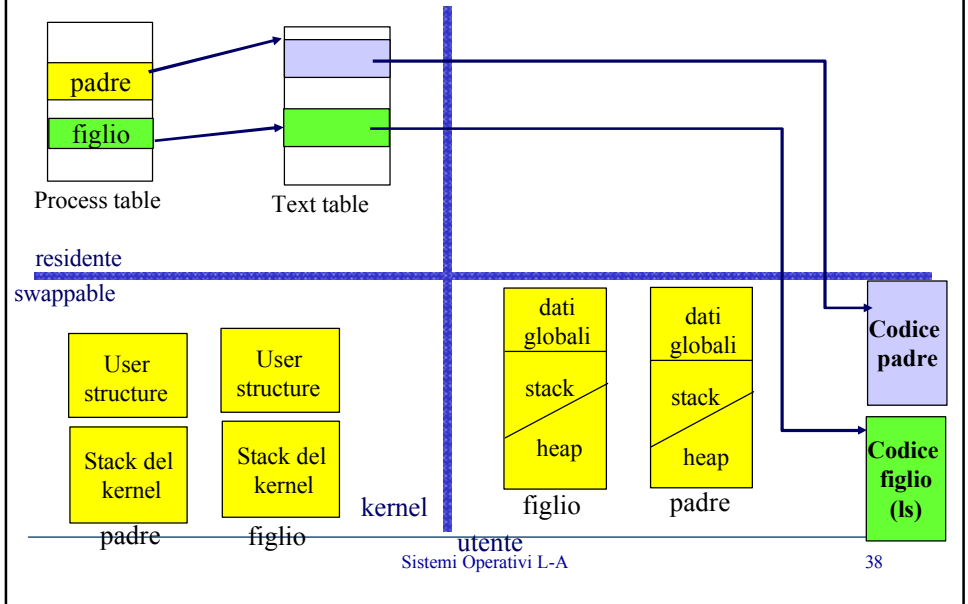 padre
figlio
Process table
Text table
residente
swappable
User
structure
Stack del
kernel
padre
User
structure
Stack del
kernel
figlio
kernel
utente
dati
globali
stack
heap
figlio
dati
globali
stack
heap
padre
Codice
padre
Codice
figlio
(ls)
Sistemi Operativi L-A
38